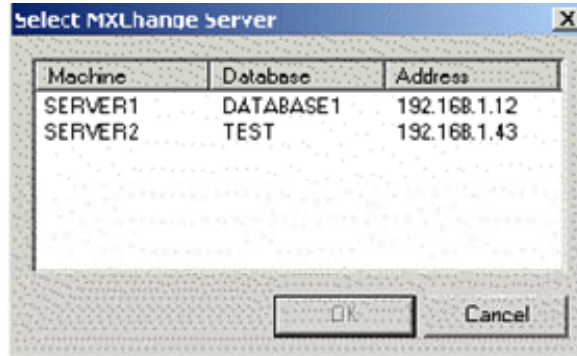 Select MXLchange Server
X
Machine Database Address
SERVER1 DATABASE1 192.168.1.12
SERVER2 TEST 192.168.1.43
OK Cancel